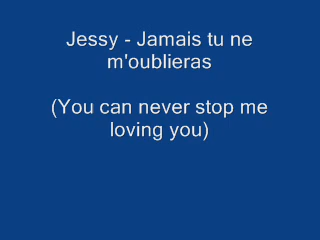 Jessy - Jamais tu ne
m'oublieras
(You can never stop me
loving you)